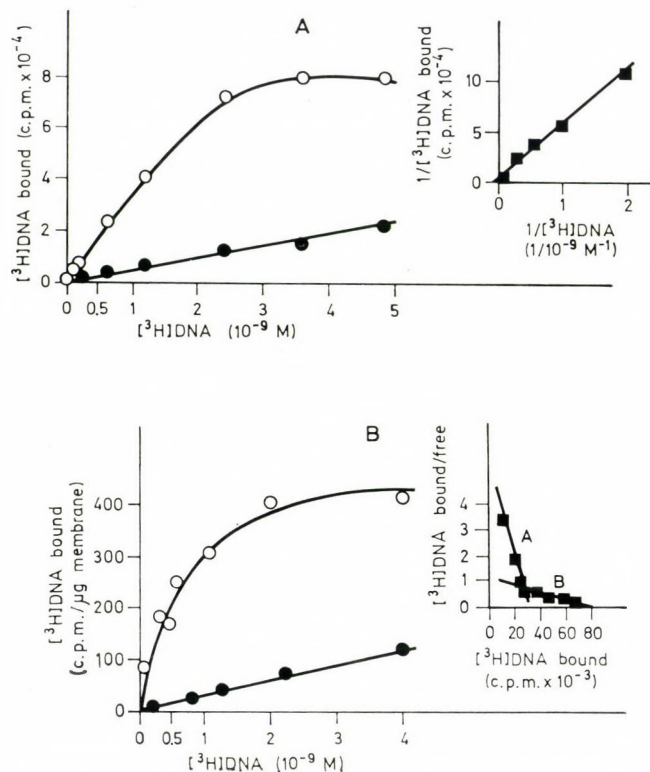 A
[³H]DNA bound (c.p.m. x 10⁻⁴)
8
6
4
2
0
0 0.5 1 2 3 4 5
[³H]DNA (10⁻⁹ M)
1/[³H]DNA bound
(c.p.m. x 10⁻⁴)
10
5
0
0 1 2
1/[³H]DNA
(1/10⁻⁹ M⁻¹)
B
[³H]DNA bound
(c.p.m./µg membrane)
400
300
200
100
0
0 0.5 1 2 3 4
[³H]DNA (10⁻⁹ M)
[³H]DNA bound/free
4
3
2
1
0
A
B
0 20 40 60 80
[³H]DNA bound
(c.p.m. x 10⁻³)